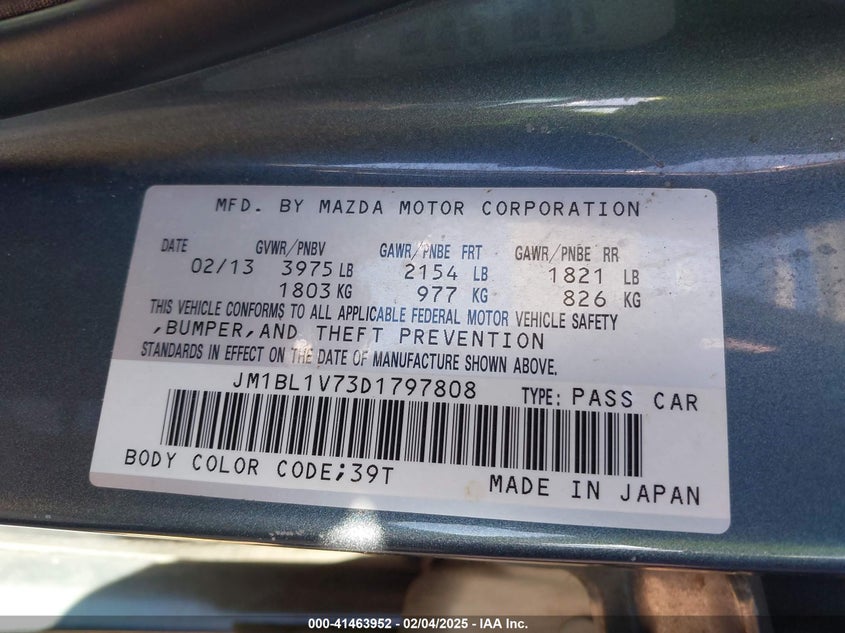 MFD. BY MAZDA MOTOR CORPORATION
DATE GVWR/PNBV GAWR/PNBE FRT GAWR/PNBE RR
02/13 3975 LB 2154 LB 1821 LB
1803 KG 977 KG 826 KG
THIS VEHICLE CONFORMS TO ALL APPLICABLE FEDERAL MOTOR VEHICLE SAFETY
,BUMPER,AND THEFT PREVENTION
STANDARDS IN EFFECT ON THE DATE OF MANUFACTURE SHOWN ABOVE.
JM1BL1V73D1797808 TYPE: PASS CAR
BODY COLOR CODE;39T
MADE IN JAPAN
000-41463952 - 02/04/2025 - IAA Inc.